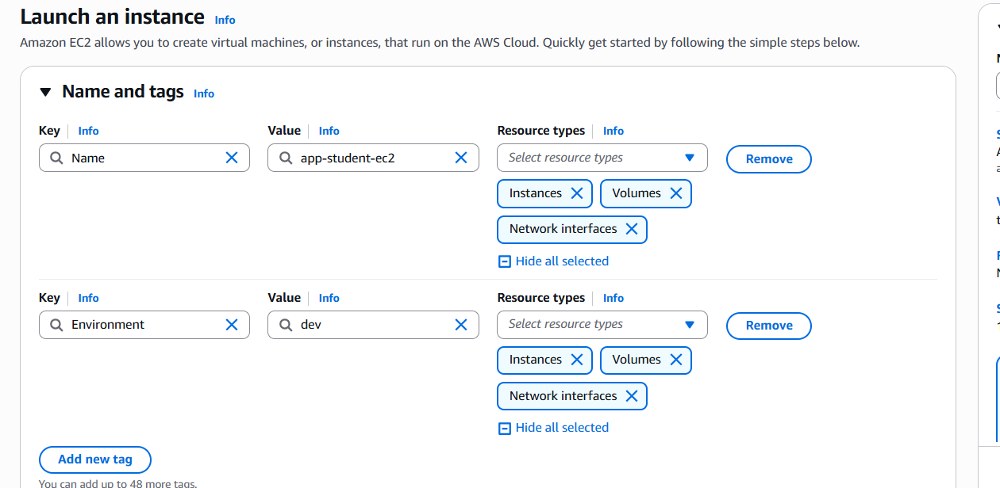 Launch an instance Info
Amazon EC2 allows you to create virtual machines, or instances, that run on the AWS Cloud. Quickly get started by following the simple steps below.
Name and tags Info
Key Info Value Info Resource types Info
Name app-student-ec2 Select resource types Remove
Instances Volumes
Network interfaces
Hide all selected
Key Info Value Info Resource types Info
Environment dev Select resource types Remove
Instances Volumes
Network interfaces
Hide all selected
Add new tag
You can add up to 48 more tags.